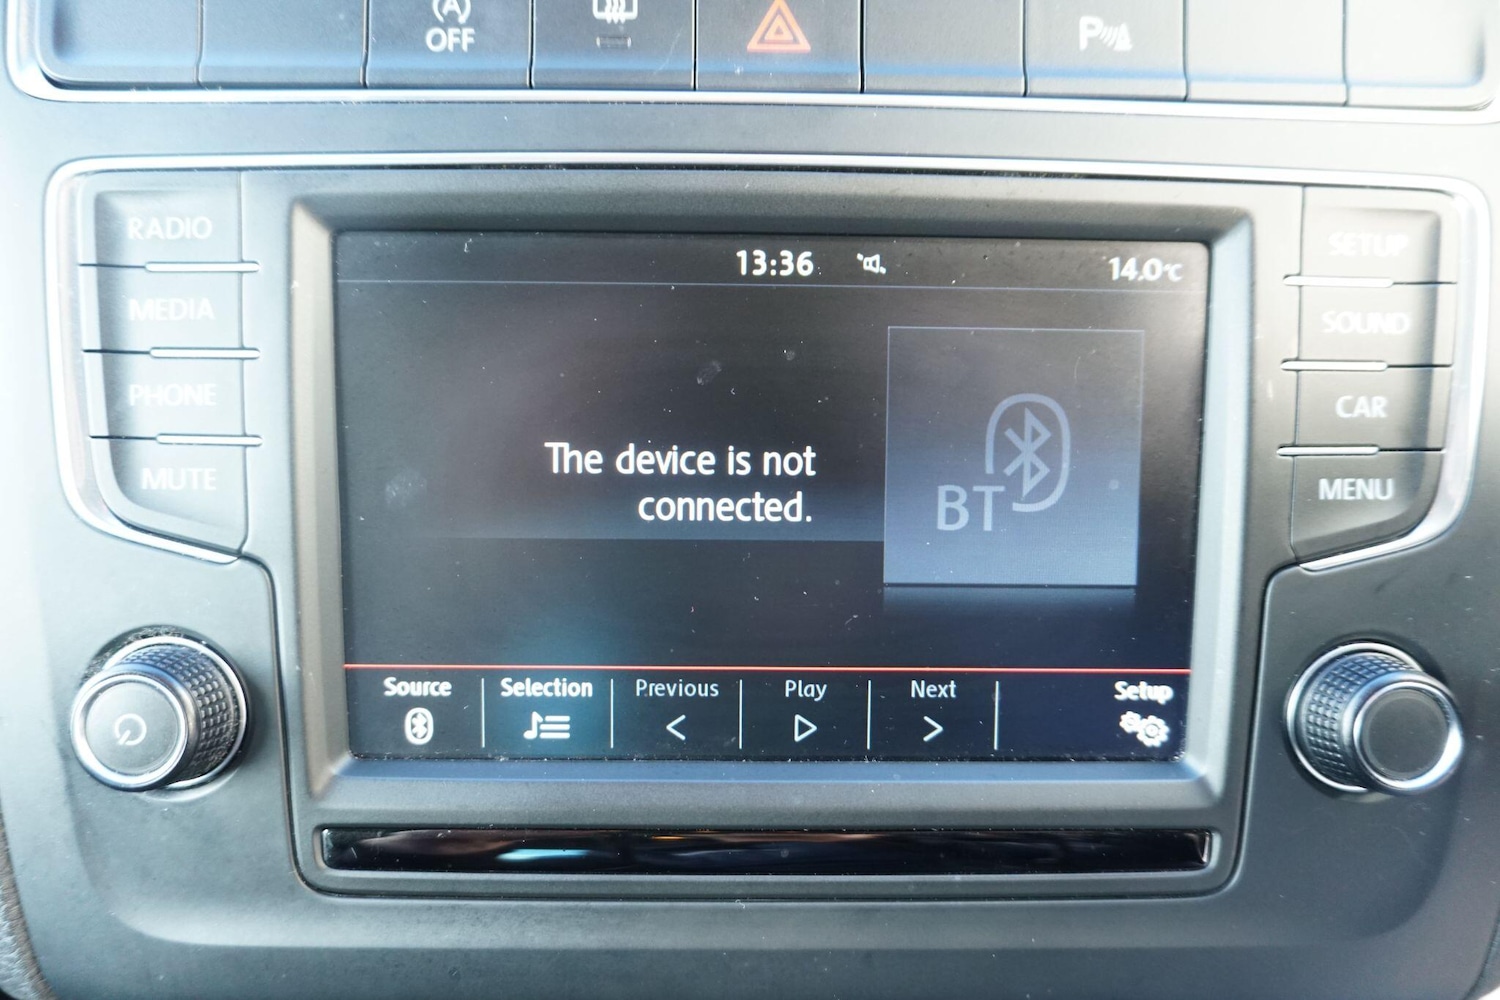 OFF
P
RADIO
MEDIA
PHONE
MUTE
13:36
14.0°C
The device is not
connected.
BT
Source
Selection
Previous
Play
Next
Setup
SETUP
SOUND
CAR
MENU